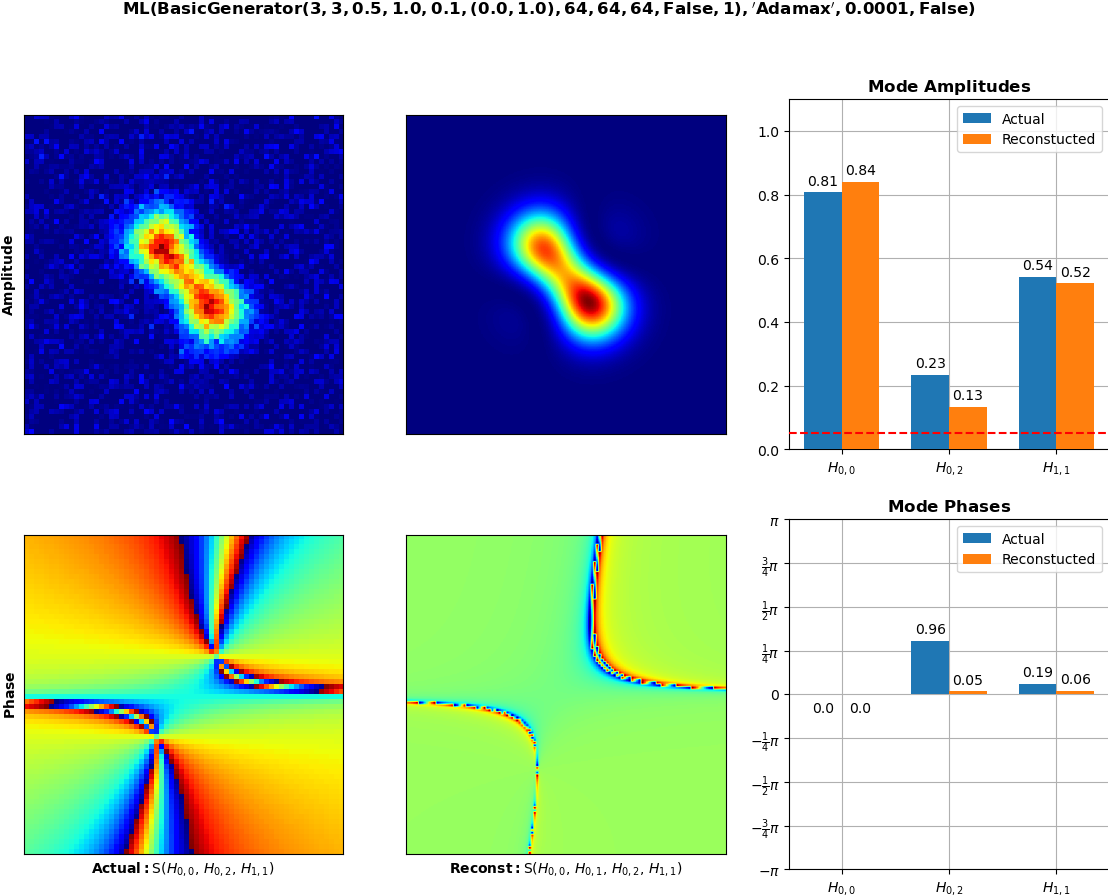 ML(BasicGenerator(3, 3, 0.5, 1.0, 0.1, (0.0, 1.0), 64, 64, 64, False, 1), ′Adamax′, 0.0001, False)
Amplitude
Mode Amplitudes
Actual
Reconstucted
1.0
0.8
0.6
0.4
0.2
0.0
0.81
0.84
0.23
0.13
0.54
0.52
H0,0
H0,2
H1,1
Phase
Actual: S(H0,0, H0,2, H1,1)
Reconst: S(H0,0, H0,1, H0,2, H1,1)
Mode Phases
Actual
Reconstucted
π
3/4π
1/2π
1/4π
0
−1/4π
−1/2π
−3/4π
−π
0.0
0.0
0.96
0.05
0.19
0.06
H0,0
H0,2
H1,1